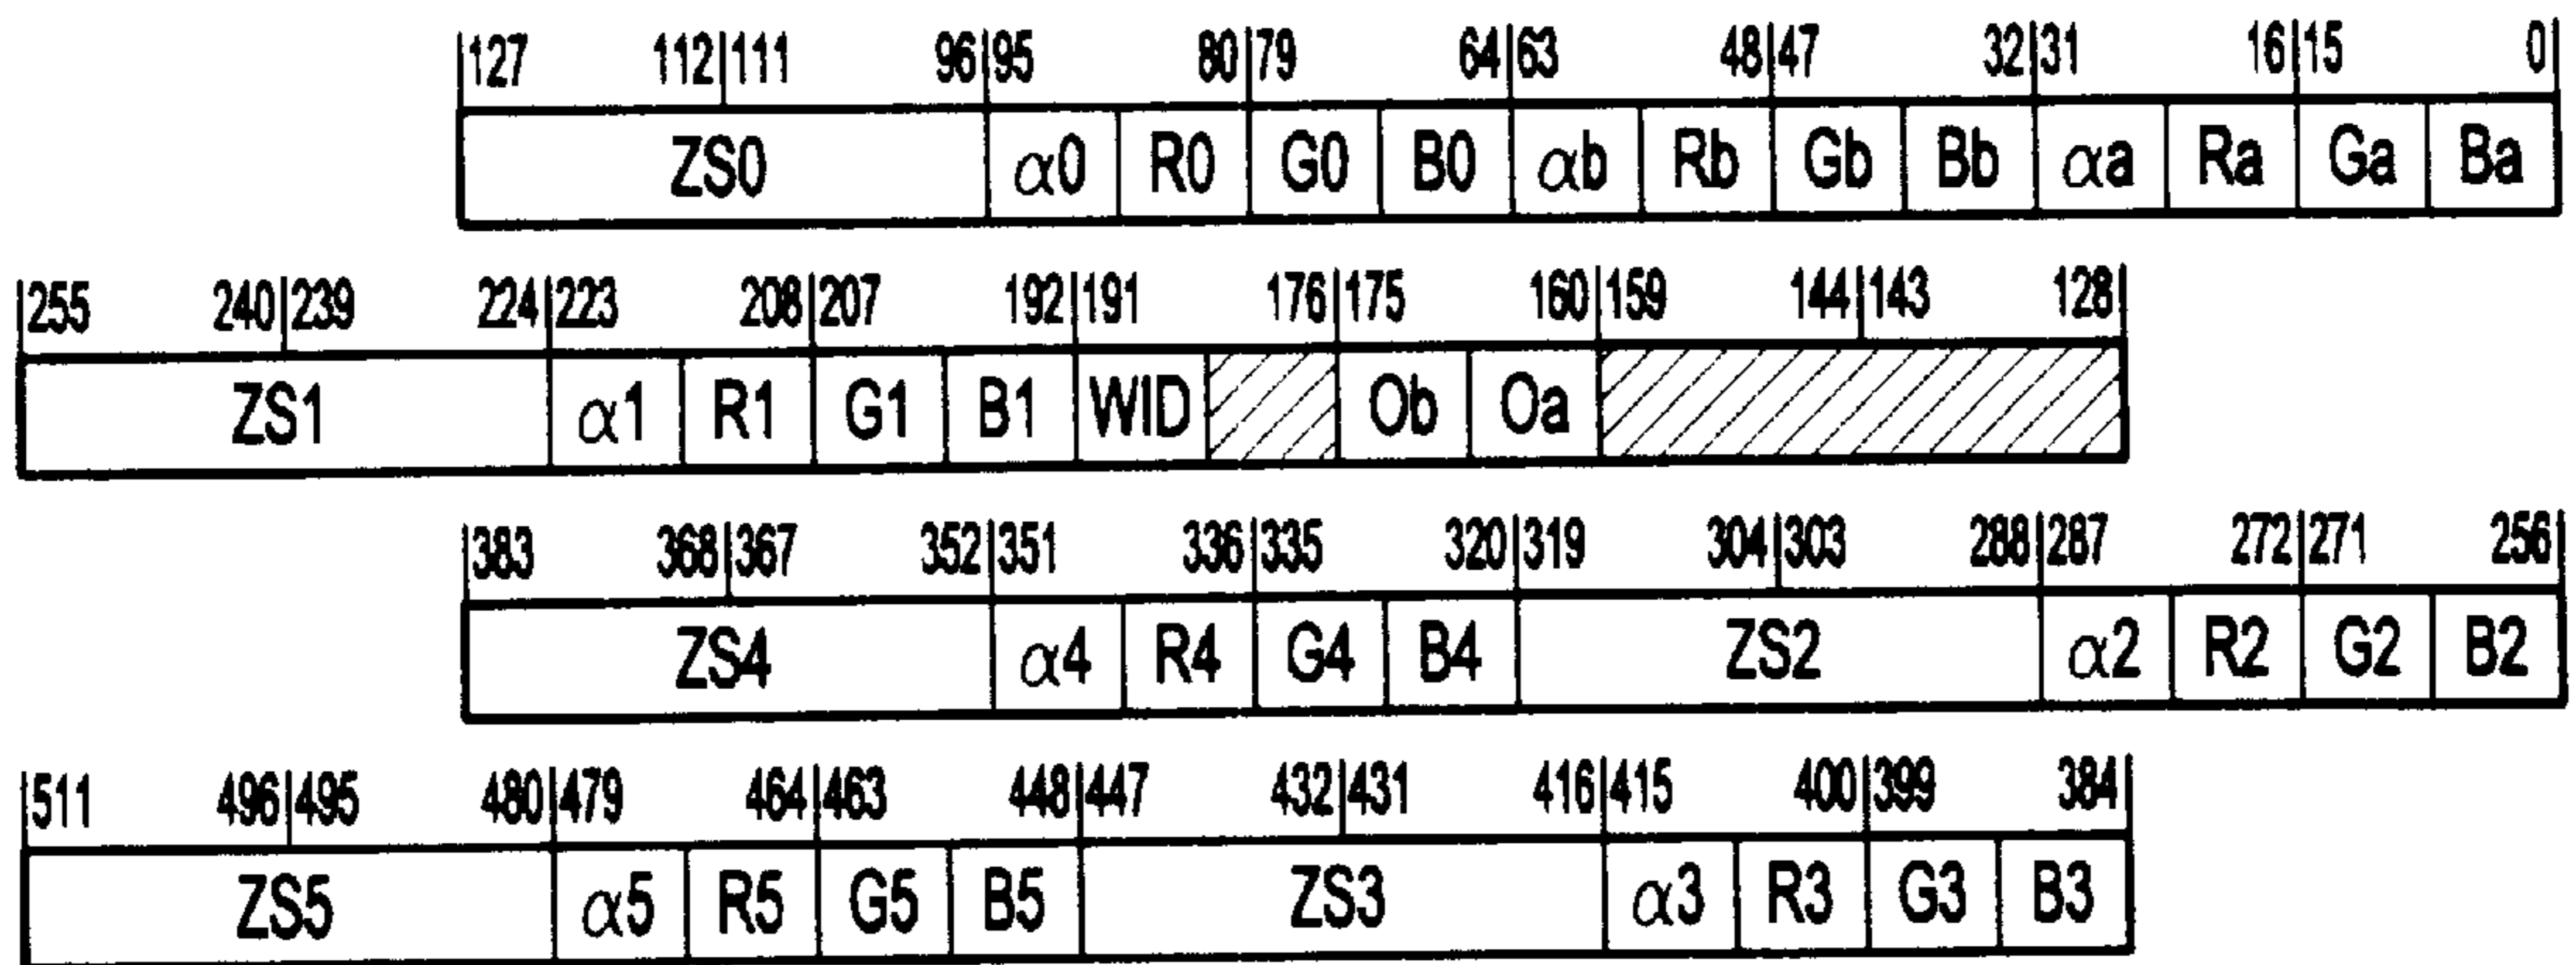 127 112 111 96 95 80 79 64 63 48 47 32 31 16 15 0
ZS0 α0 R0 G0 B0 αb Rb Gb Bb αa Ra Ga Ba
255 240 239 224 223 208 207 192 191 176 175 160 159 144 143 128
ZS1 α1 R1 G1 B1 WID Ob Oa
383 368 367 352 351 336 335 320 319 304 303 288 287 272 271 256
ZS4 α4 R4 G4 B4 ZS2 α2 R2 G2 B2
511 496 495 480 479 464 463 448 447 432 431 416 415 400 399 384
ZS5 α5 R5 G5 B5 ZS3 α3 R3 G3 B3